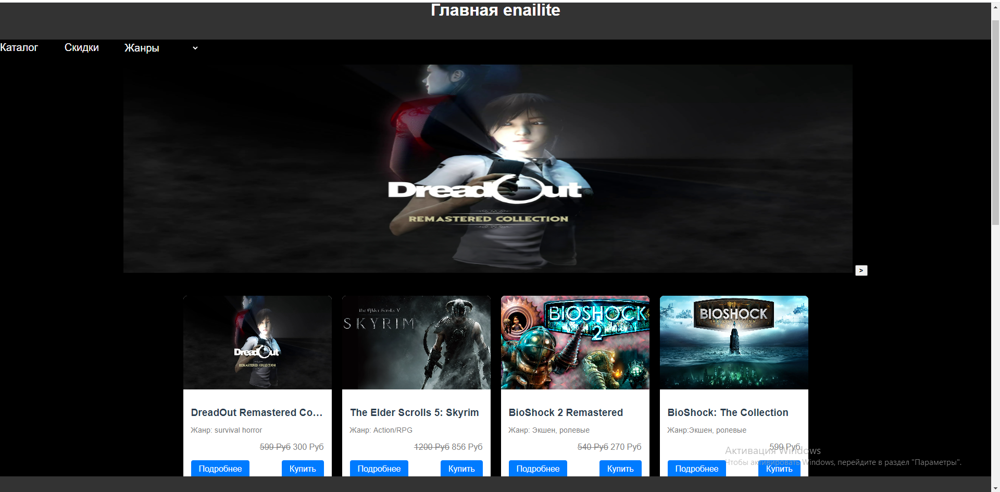 Главная enailite
Каталог Скидки Жанры
DreadOut
REMASTERED COLLECTION
>
DreadOut
REMASTERED COLLECTION
The Elder Scrolls V
SKYRIM
BIOSHOCK
2
BIOSHOCK
THE COLLECTION
DreadOut Remastered Co...
Жанр: survival horror
599 Руб 300 Руб
Подробнее Купить
The Elder Scrolls 5: Skyrim
Жанр: Action/RPG
1200 Руб 856 Руб
Подробнее Купить
BioShock 2 Remastered
Жанр: Экшен, ролевые
540 Руб 270 Руб
Подробнее Купить
BioShock: The Collection
Жанр:Экшен, ролевые
599 Руб
Подробнее Купить
Активация Windows
Чтобы активировать Windows, перейдите в раздел "Параметры".